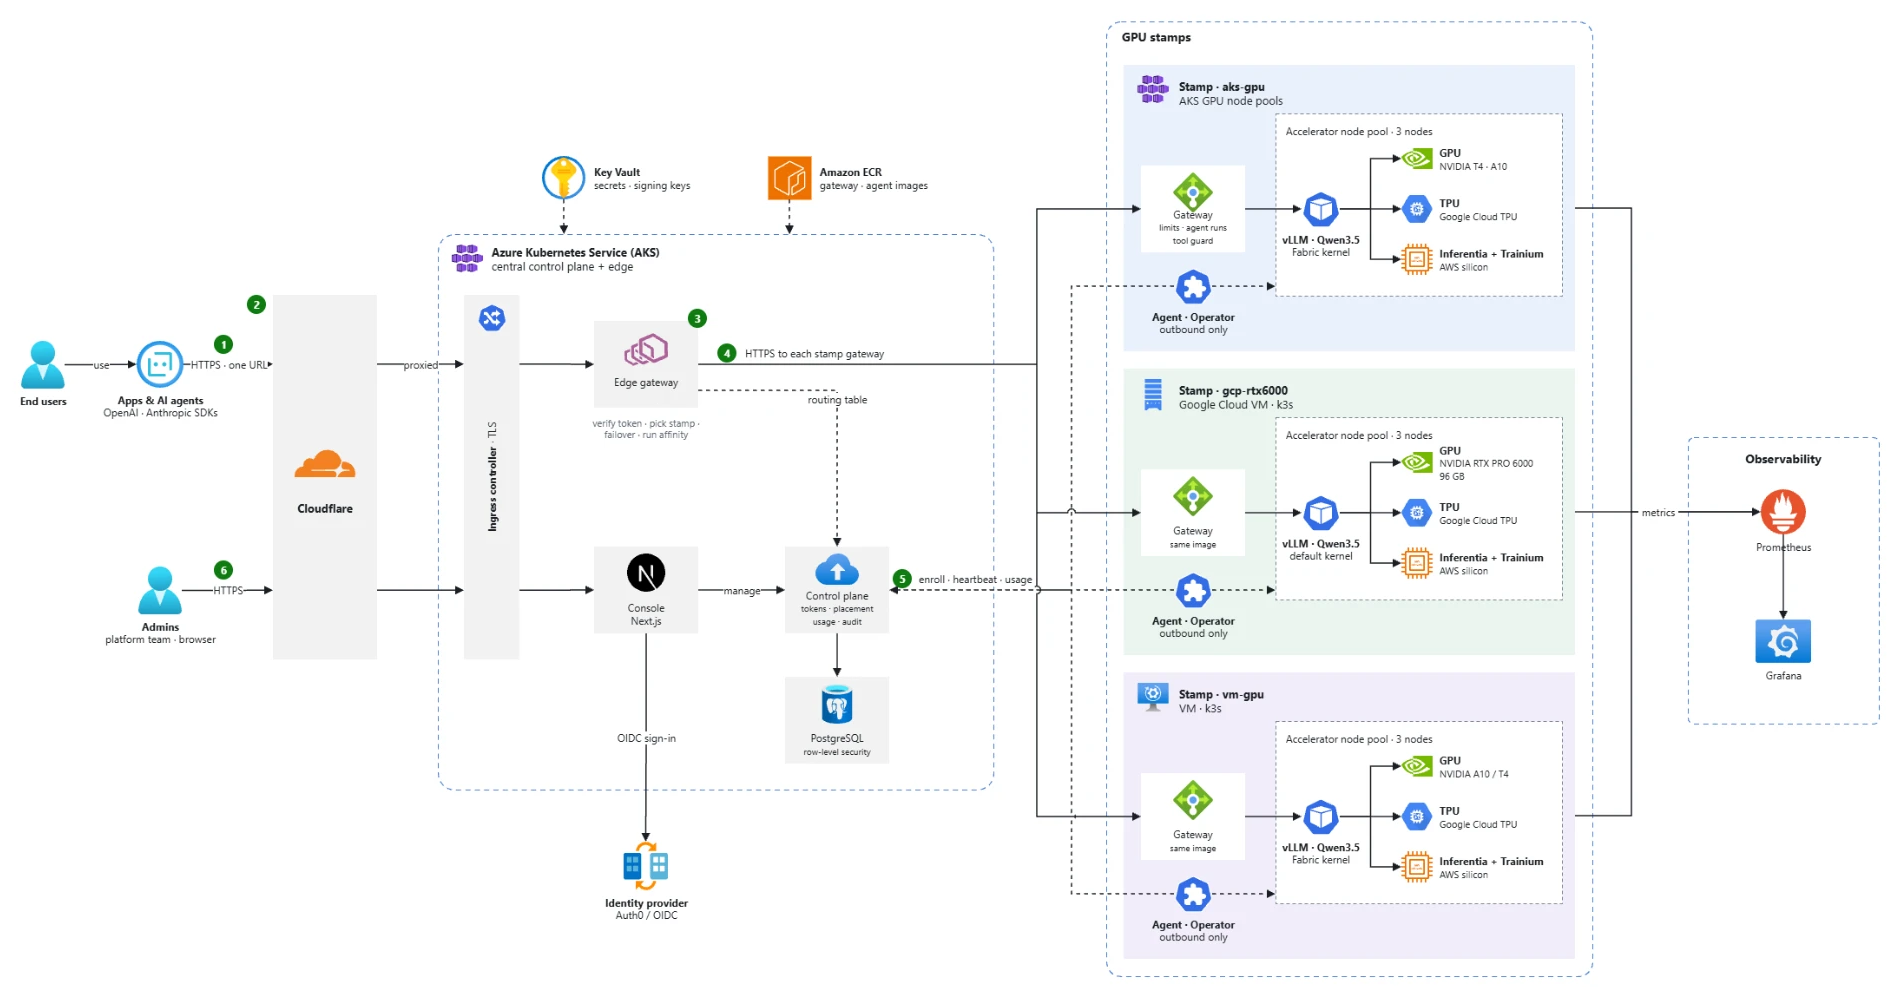 GPU stamps
Stamp · aks-gpu
AKS GPU node pools
Accelerator node pool · 3 nodes
GPU
NVIDIA T4 · A10
TPU
Google Cloud TPU
Inferentia + Trainium
AWS silicon
Gateway
limits · agent runs
tool guard
vLLM · Qwen3.5
Fabric kernel
Agent · Operator
outbound only
Key Vault
secrets · signing keys
Amazon ECR
gateway · agent images
Azure Kubernetes Service (AKS)
central control plane + edge
2
1
3
4
HTTPS to each stamp gateway
End users
use
Apps & AI agents
OpenAI · Anthropic SDKs
HTTPS · one URL
proxied
Edge gateway
verify token · pick stamp ·
failover · run affinity
routing table
Ingress controller · TLS
Cloudflare
6
HTTPS
Admins
platform team · browser
N
Console
Next.js
manage
Control plane
tokens · placement
usage · audit
5
enroll · heartbeat · usage
PostgreSQL
row-level security
OIDC sign-in
Identity provider
Auth0 / OIDC
Stamp · gcp-rtx6000
Google Cloud VM · k3s
Accelerator node pool · 3 nodes
GPU
NVIDIA RTX PRO 6000
96 GB
TPU
Google Cloud TPU
Inferentia + Trainium
AWS silicon
Gateway
same image
vLLM · Qwen3.5
default kernel
Agent · Operator
outbound only
Stamp · vm-gpu
VM · k3s
Accelerator node pool · 3 nodes
GPU
NVIDIA A10 / T4
TPU
Google Cloud TPU
Inferentia + Trainium
AWS silicon
Gateway
same image
vLLM · Qwen3.5
Fabric kernel
Agent · Operator
outbound only
metrics
Observability
Prometheus
Grafana